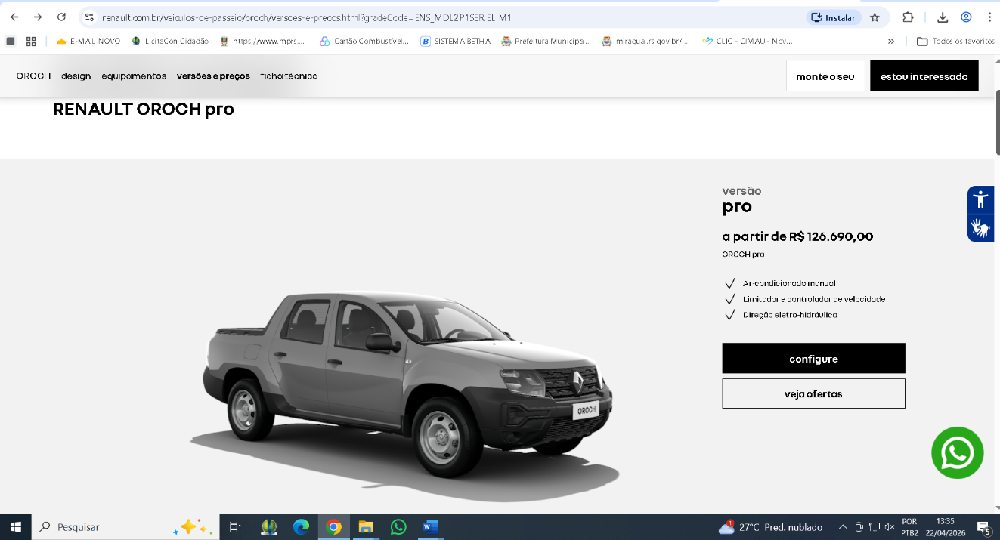 renault.com.br/veiculos-de-passeio/oroch/versoes-e-precos.html?gradeCode=ENS_MDL2P1SERIELIM1
Instalar
E-MAIL NOVO
LicitaCon Cidadão
https://www.mprs....
Cartão Combustível...
B SISTEMA BETHA
Prefeitura Municipal...
miraguai.rs.gov.br/...
CLIC - CIMAU - Nov...
»
Todos os favoritos
OROCH design equipamentos versões e preços ficha técnica
monte o seu
estou interessado
RENAULT OROCH pro
versão
pro
a partir de R$ 126.690,00
OROCH pro
Ar-condicionado manual
Limitador e controlador de velocidade
Direção eletro-hidráulica
configure
OROCH
veja ofertas
Pesquisar
W
1
27°C Pred. nublado
POR
PTB2
13:35
22/04/2026
5